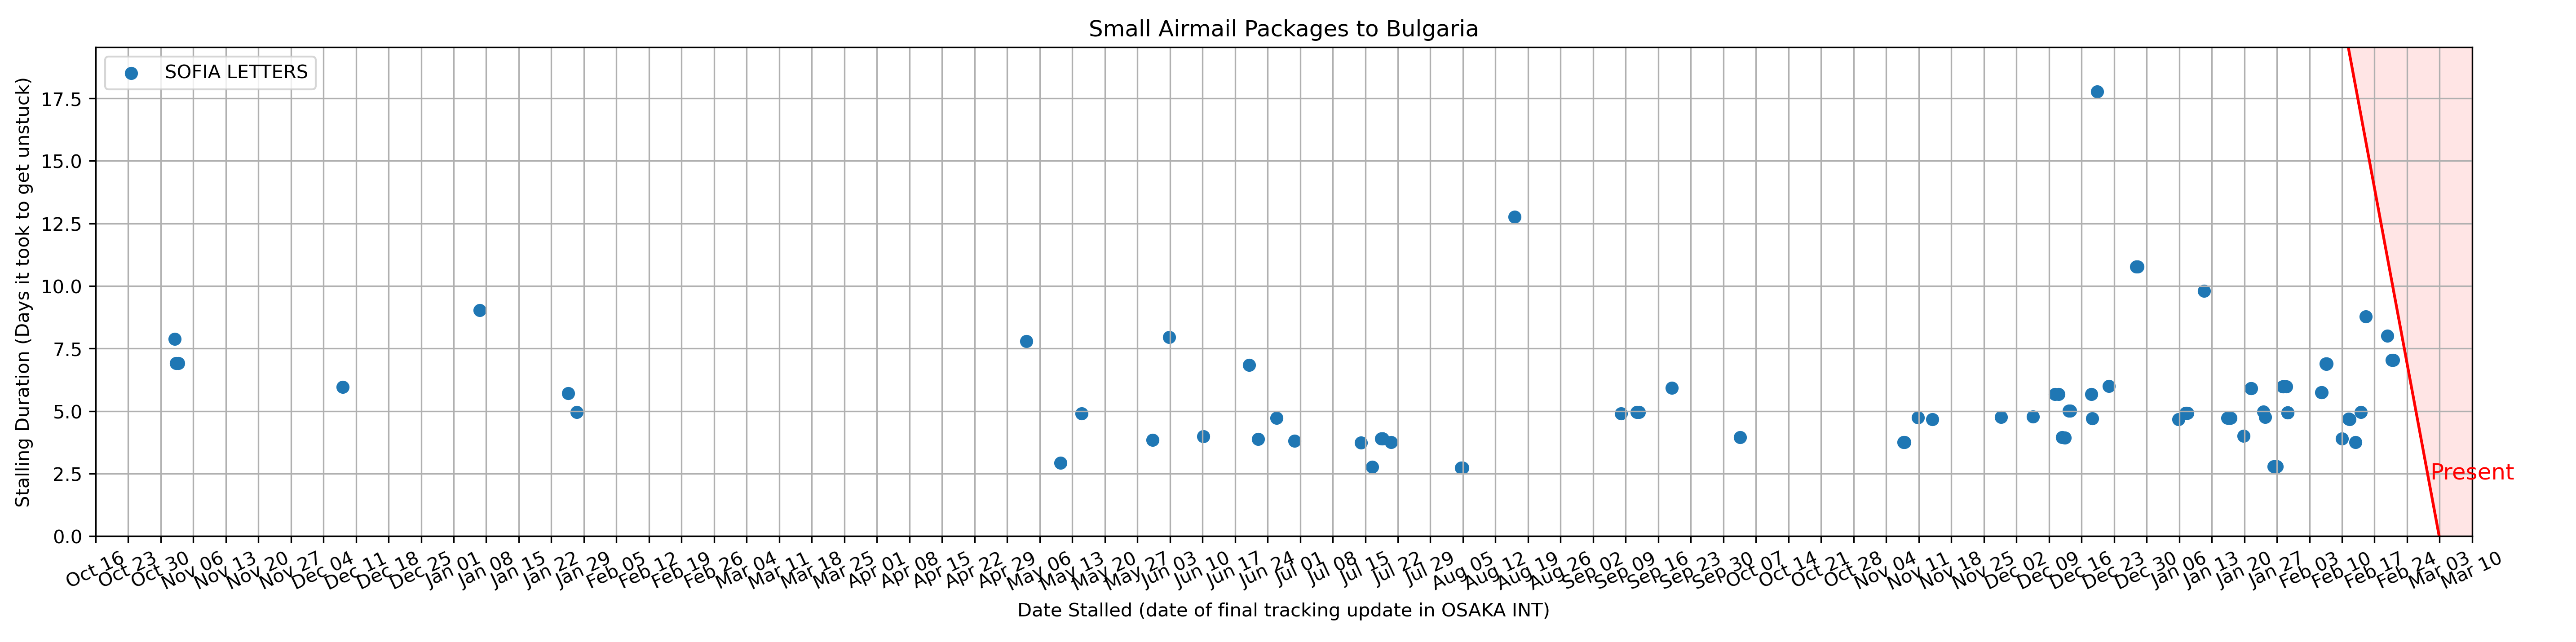 Small Airmail Packages to Bulgaria
SOFIA LETTERS
Stalling Duration (Days it took to get unstuck)
17.5
15.0
12.5
10.0
7.5
5.0
2.5
0.0
Present
Oct 16 Oct 23 Oct 30 Nov 06 Nov 13 Nov 20 Nov 27 Dec 04 Dec 11 Dec 18 Dec 25 Jan 01 Jan 08 Jan 15 Jan 22 Jan 29 Feb 05 Feb 12 Feb 19 Feb 26 Mar 04 Mar 11 Mar 18 Mar 25 Apr 01 Apr 08 Apr 15 Apr 22 Apr 29 May 06 May 13 May 20 May 27 Jun 03 Jun 10 Jun 17 Jun 24 Jul 01 Jul 08 Jul 15 Jul 22 Jul 29 Aug 05 Aug 12 Aug 19 Aug 26 Sep 02 Sep 09 Sep 16 Sep 23 Sep 30 Oct 07 Oct 14 Oct 21 Oct 28 Nov 04 Nov 11 Nov 18 Nov 25 Dec 02 Dec 09 Dec 16 Dec 23 Dec 30 Jan 06 Jan 13 Jan 20 Jan 27 Feb 03 Feb 10 Feb 17 Feb 24 Mar 03 Mar 10
Date Stalled (date of final tracking update in OSAKA INT)